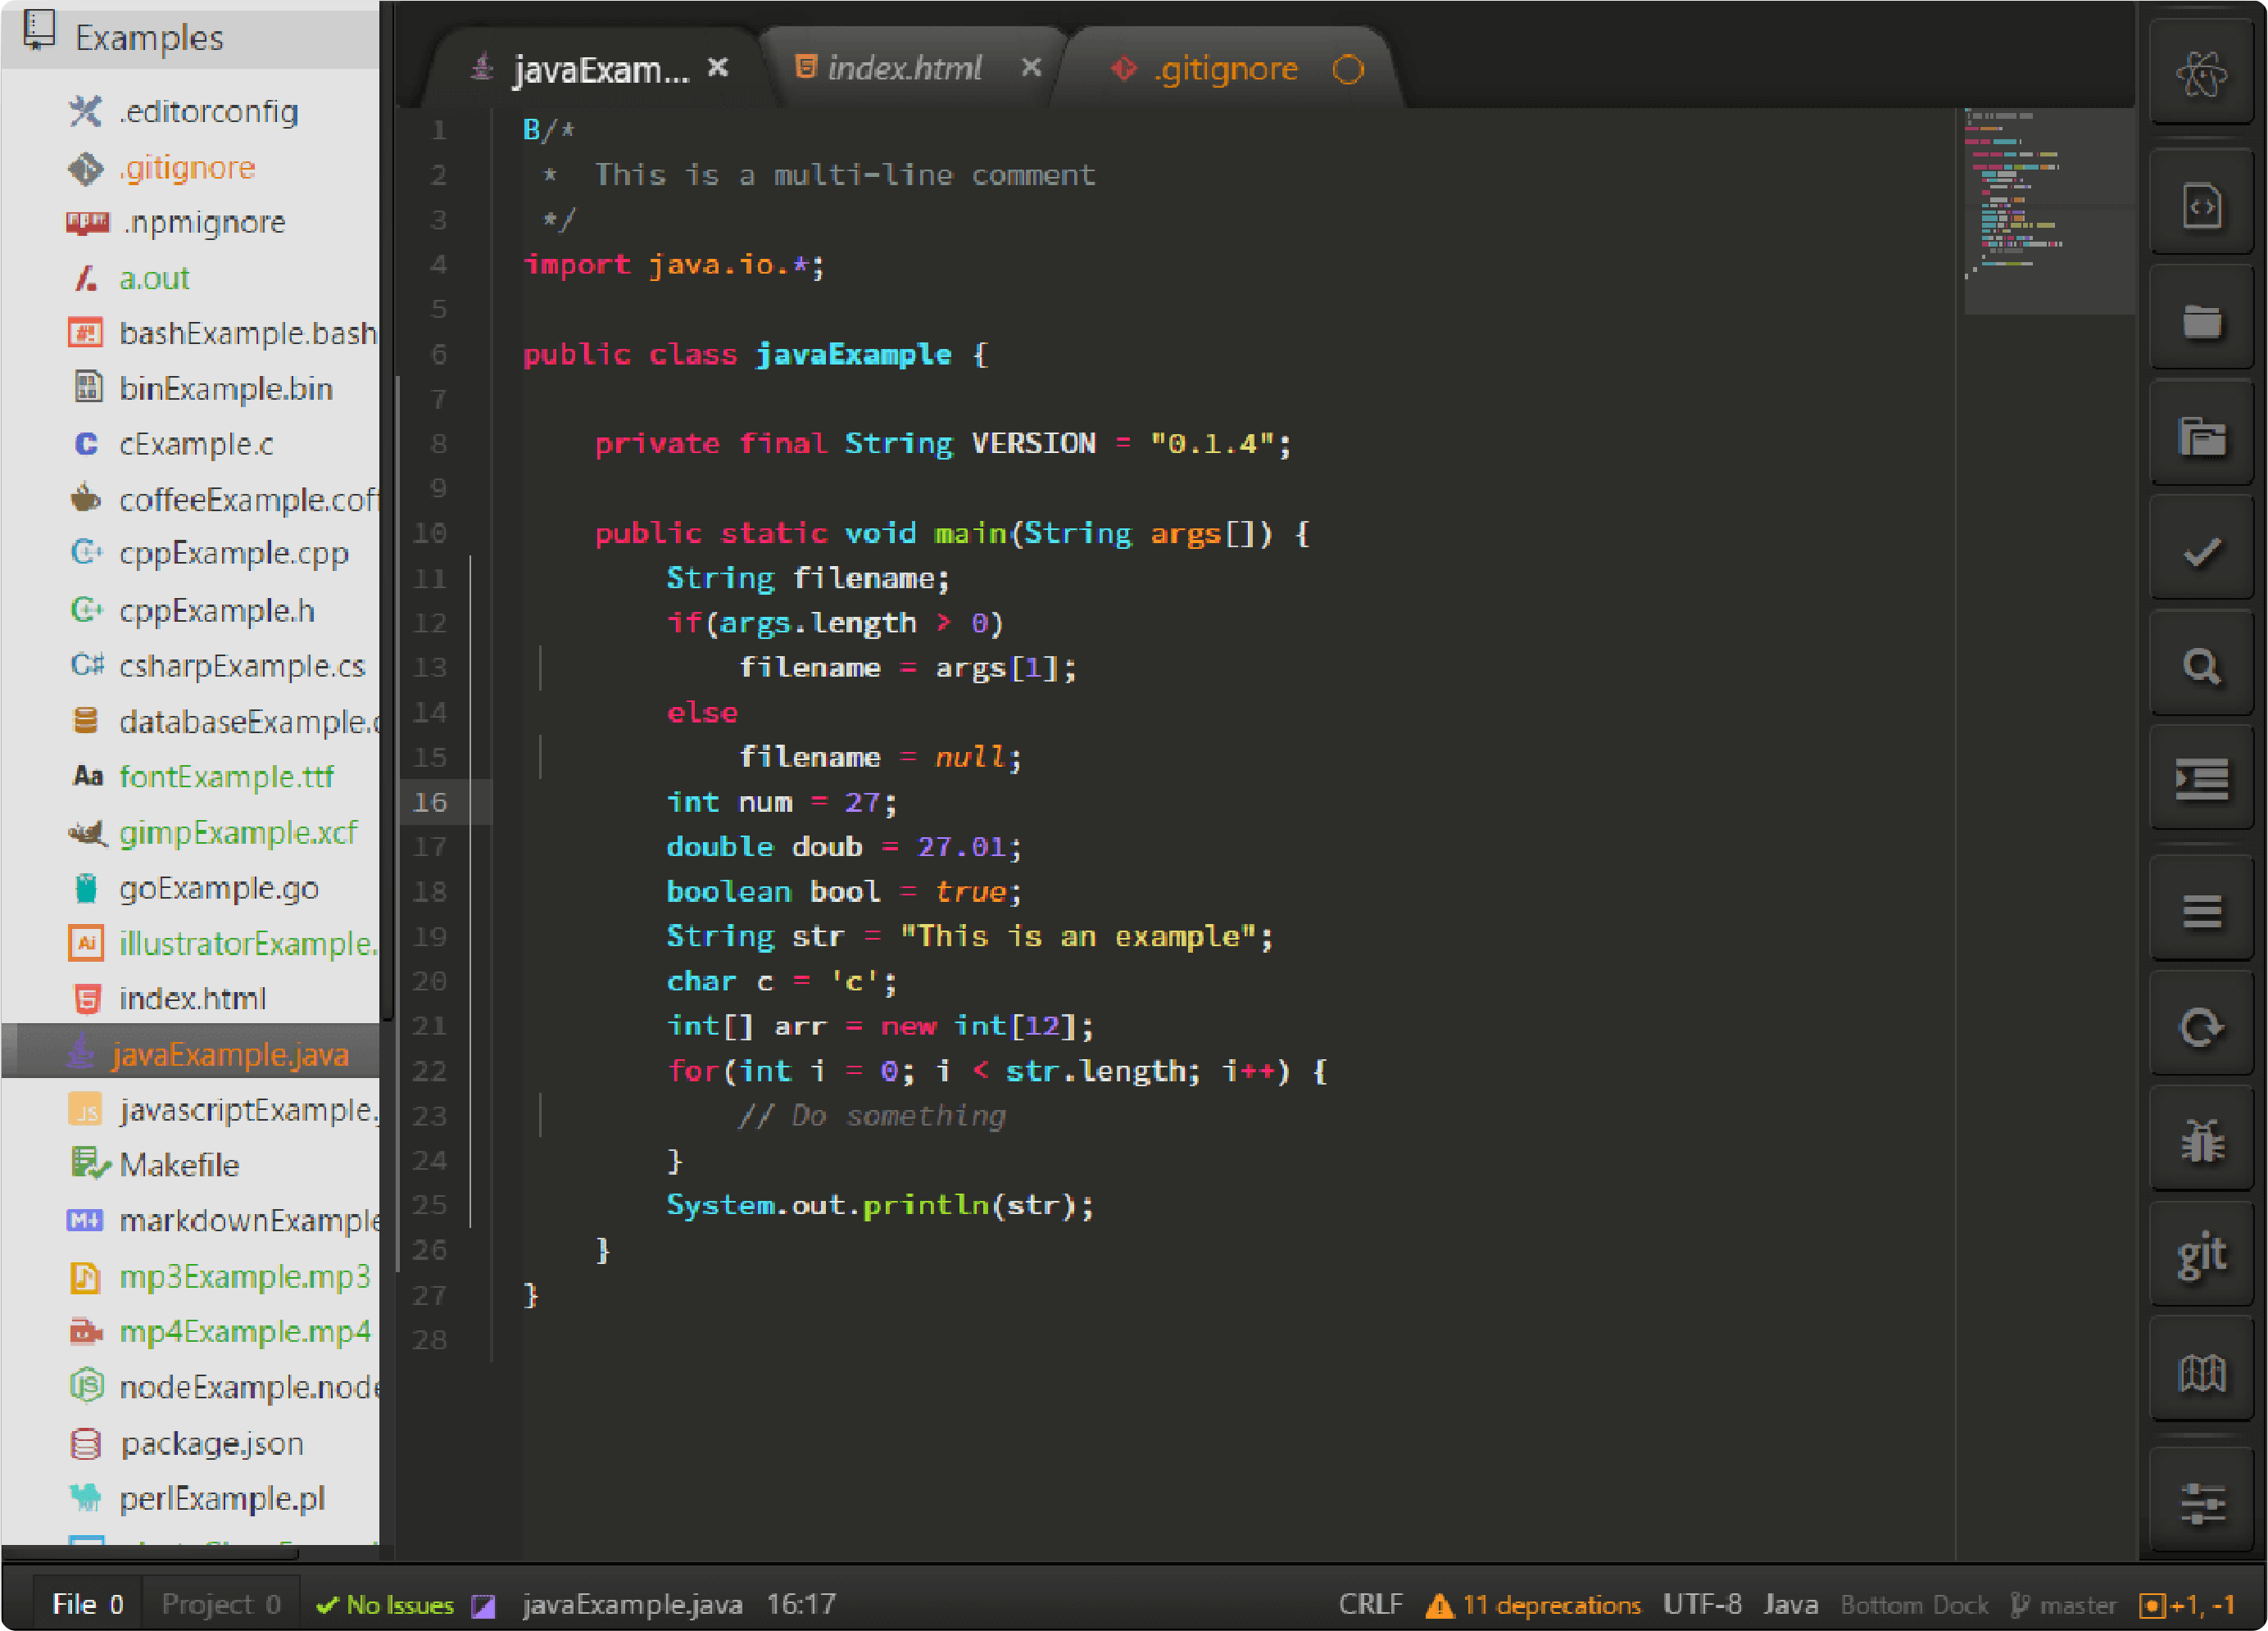 Examples
.editorconfig
.gitignore
.npmignore
a.out
bashExample.bash
binExample.bin
cExample.c
coffeeExample.coff
cppExample.cpp
cppExample.h
csharpExample.cs
databaseExample.
fontExample.ttf
gimpExample.xcf
goExample.go
illustratorExample.
index.html
javaExample.java
javascriptExample.
Makefile
markdownExample
mp3Example.mp3
mp4Example.mp4
nodeExample.node
package.json
perlExample.pl
javaExam... × index.html × .gitignore
1 B/*
2  *  This is a multi-line comment
3  */
4 import java.io.*;
5
6 public class javaExample {
7
8     private final String VERSION = "0.1.4";
9
10     public static void main(String args[]) {
11         String filename;
12         if(args.length > 0)
13             filename = args[1];
14         else
15             filename = null;
16         int num = 27;
17         double doub = 27.01;
18         boolean bool = true;
19         String str = "This is an example";
20         char c = 'c';
21         int[] arr = new int[12];
22         for(int i = 0; i < str.length; i++) {
23             // Do something
24         }
25         System.out.println(str);
26     }
27 }
28
git
File 0 Project 0 No Issues javaExample.java 16:17 CRLF 11 deprecations UTF-8 Java Bottom Dock master +1, -1